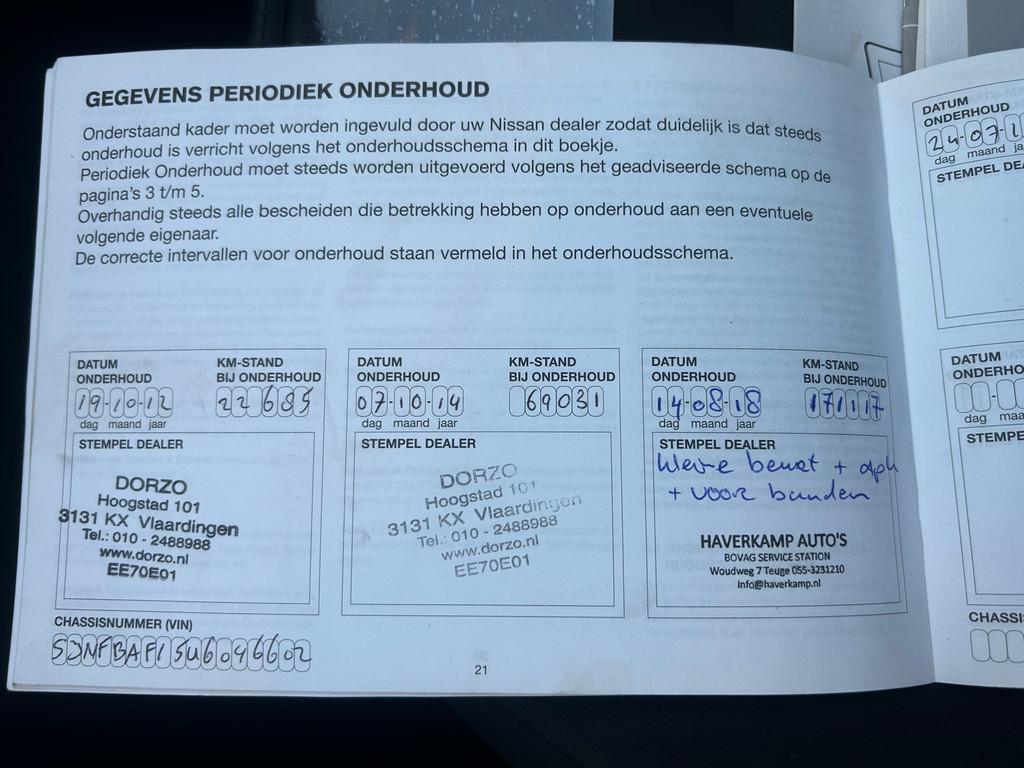 GEGEVENS PERIODIEK ONDERHOUD
Onderstaand kader moet worden ingevuld door uw Nissan dealer zodat duidelijk is dat steeds
onderhoud is verricht volgens het onderhoudsschema in dit boekje.
Periodiek Onderhoud moet steeds worden uitgevoerd volgens het geadviseerde schema op de
pagina's 3 t/m 5.
Overhandig steeds alle bescheiden die betrekking hebben op onderhoud aan een eventuele
volgende eigenaar.
De correcte intervallen voor onderhoud staan vermeld in het onderhoudsschema.
DATUM ONDERHOUD
KM-STAND BIJ ONDERHOUD
19-10-12
22685
dag maand jaar
STEMPEL DEALER
DORZO
Hoogstad 101
3131 KX Vlaardingen
Tel.: 010 - 2488988
www.dorzo.nl
EE70E01
DATUM ONDERHOUD
KM-STAND BIJ ONDERHOUD
07-10-14
69031
dag maand jaar
STEMPEL DEALER
DORZO
Hoogstad 101
3131 KX Vlaardingen
Tel.: 010 - 2488988
www.dorzo.nl
EE70E01
DATUM ONDERHOUD
KM-STAND BIJ ONDERHOUD
14-08-18
171117
dag maand jaar
STEMPEL DEALER
+ voor banden
HAVERKAMP AUTO'S
BOVAG SERVICE STATION
Woudweg 7 Teuge 055-3231210
info@haverkamp.nl
CHASSISNUMMER (VIN)
SJNFBAF15U6096602
21
DATUM
ONDERHOUD
24-07-1
dag maand ja
STEMPEL DEA
DATUM
ONDERHO
dag maa
STEMPE
CHASSI